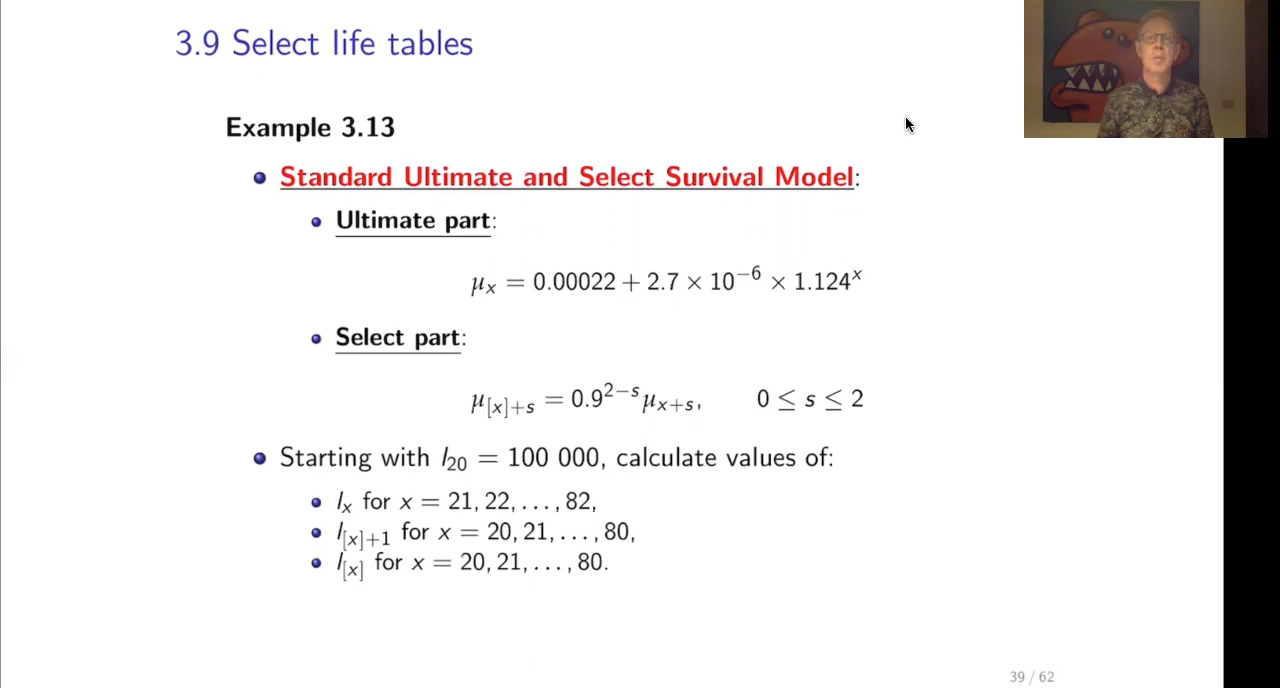 3.9 Select life tables
Example 3.13
Standard Ultimate and Select Survival Model:
Ultimate part:
μₓ = 0.00022 + 2.7 × 10⁻⁶ × 1.124ˣ
Select part:
μ[x]+s = 0.9²⁻ˢμx+s, 0 ≤ s ≤ 2
Starting with l₂₀ = 100 000, calculate values of:
lₓ for x = 21, 22, . . . , 82,
l[x]+1 for x = 20, 21, . . . , 80,
l[x] for x = 20, 21, . . . , 80.
39 / 62